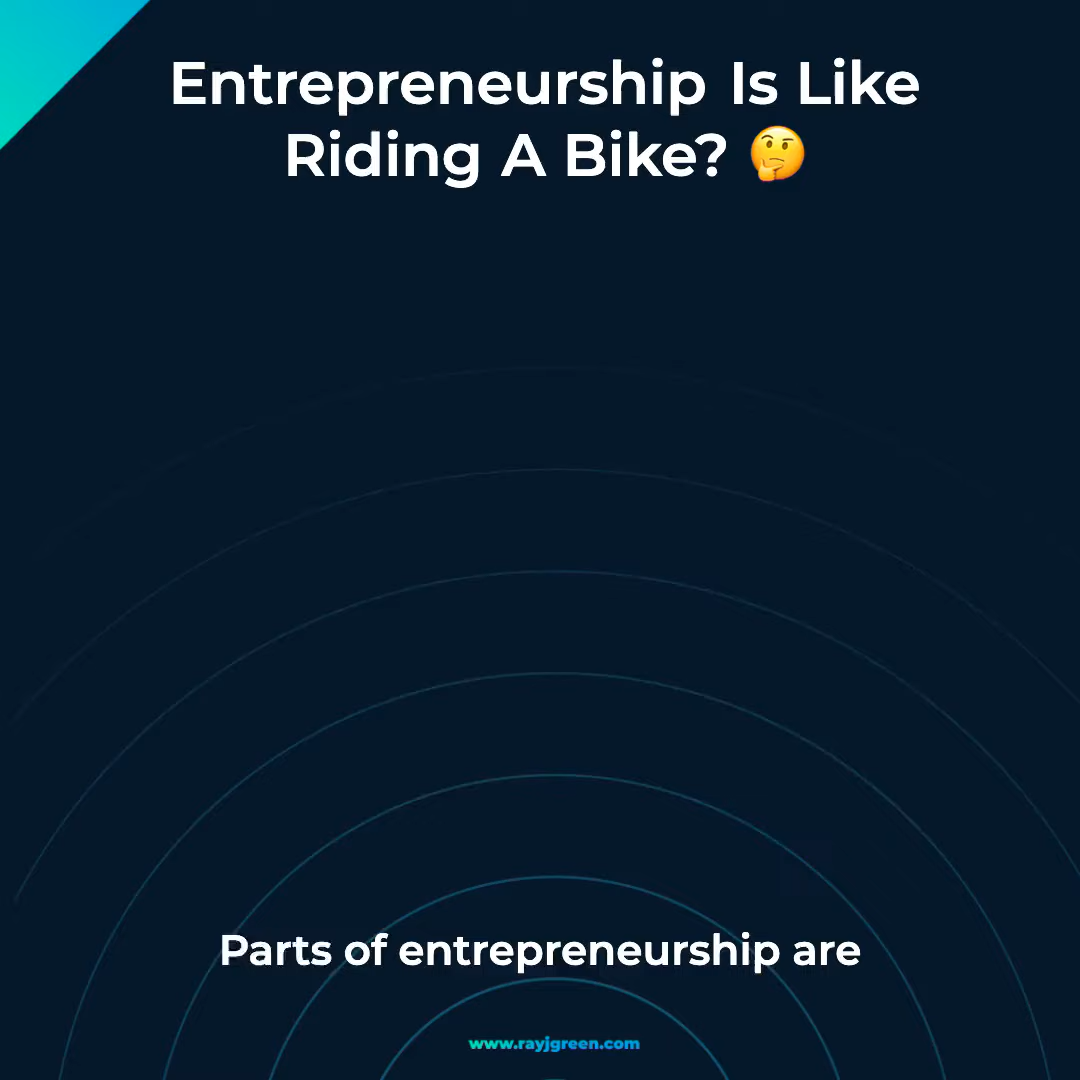 Entrepreneurship Is Like
Riding A Bike? 🤔
Parts of entrepreneurship are
www.rayjgreen.com